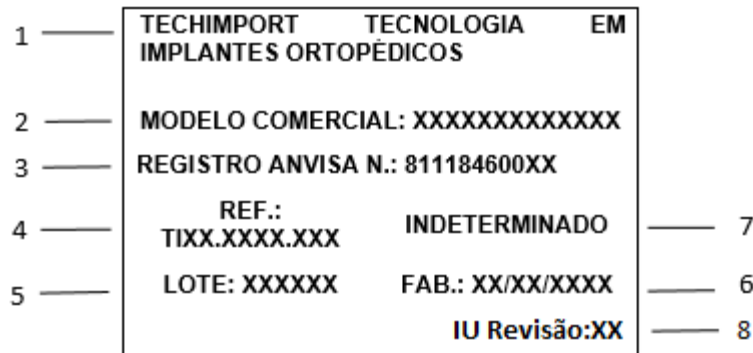 1 TECHIMPORT TECNOLOGIA EM
IMPLANTES ORTOPÉDICOS
2 MODELO COMERCIAL: XXXXXXXXXXXXX
3 REGISTRO ANVISA N.: 811184600XX
REF.:
4 TIXX.XXXX.XXX INDETERMINADO 7
5 LOTE: XXXXXX FAB.: XX/XX/XXXX 6
IU Revisão:XX 8